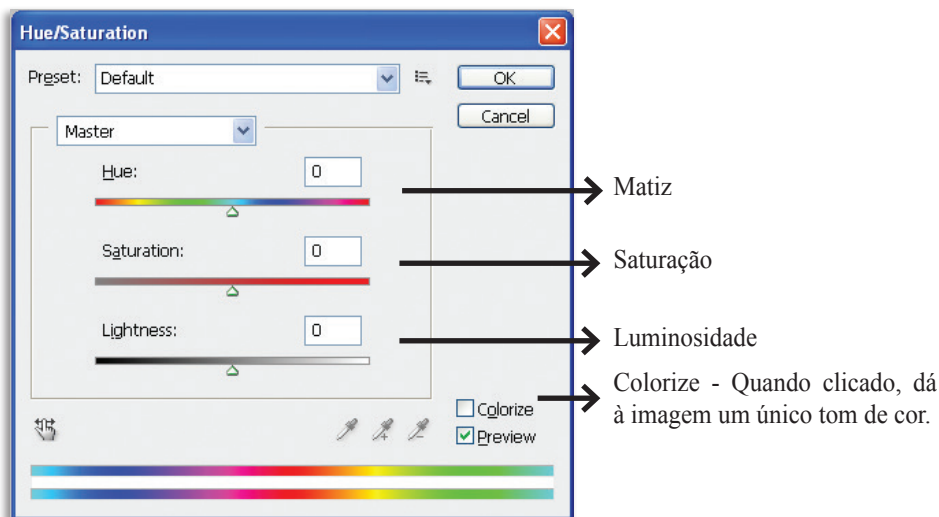 Hue/Saturation
Preset: Default
OK
Cancel
Master
Hue: 0
Matiz
Saturation: 0
Saturação
Lightness: 0
Luminosidade
Colorize - Quando clicado, dá
à imagem um único tom de cor.
Colorize
Preview